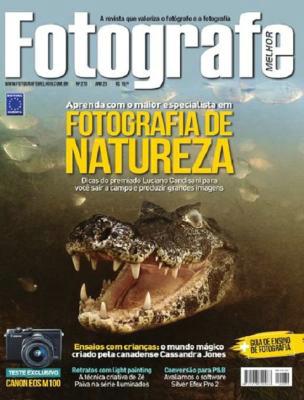 A revista que valoriza o fotógrafo e a fotografia
Fotografe
MELHOR
Aprenda com o maior especialista em
FOTOGRAFIA DE
NATUREZA
Dicas do premiado Luciano Candisani para
você sair a campo e produzir grandes imagens
Ensaios com crianças: o mundo mágico
criado pela canadense Cassandra Jones
+ GUIA DE ENSINO
DE FOTOGRAFIA
TESTE EXCLUSIVO
CANON EOS M100
Retratos com light painting
A técnica criativa de Zé
Paiva na série Iluminados
Conversão para P&B
Avaliamos o software
Silver Efex Pro 2